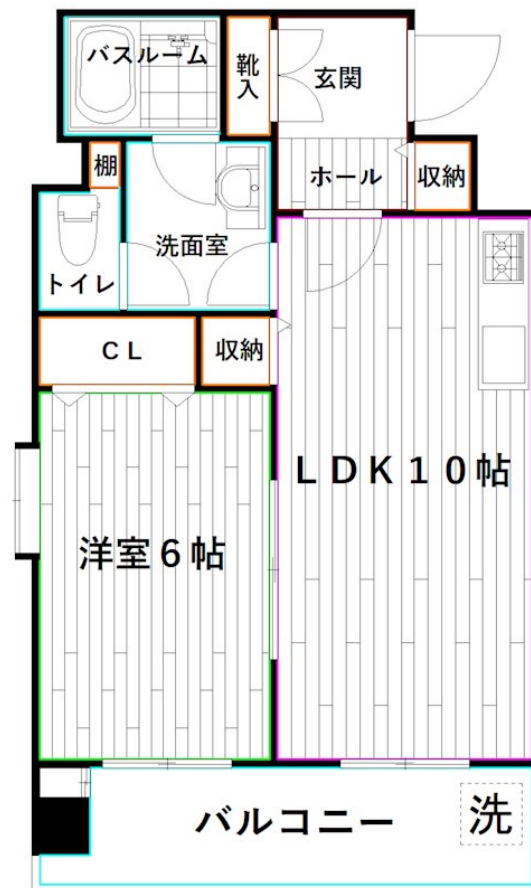 バスルーム
靴入
玄関
棚
ホール
収納
洗面室
トイレ
CL
収納
LDK10帖
洋室6帖
バルコニー
洗